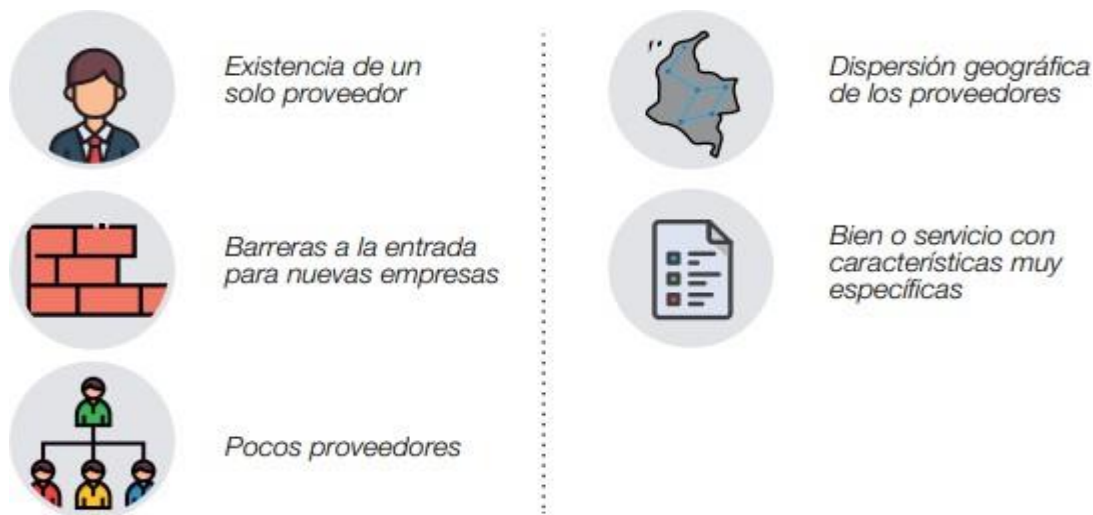 Existencia de un
solo proveedor
Barreras a la entrada
para nuevas empresas
Pocos proveedores
Dispersión geográfica
de los proveedores
Bien o servicio con
características muy
específicas